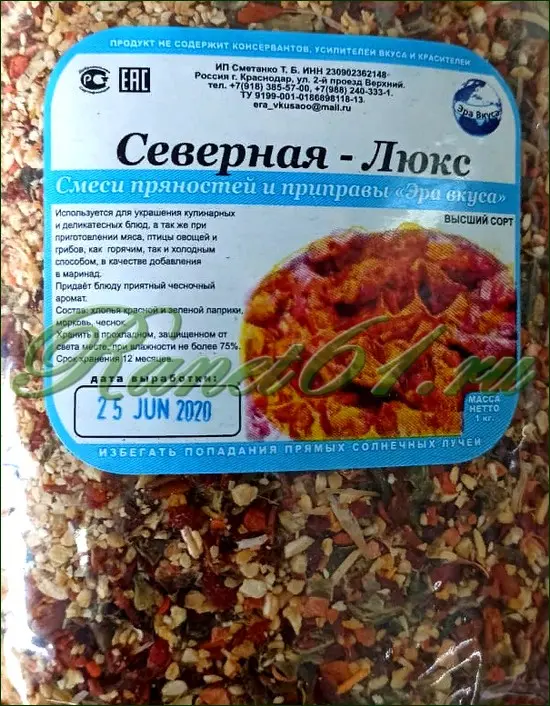 ПРОДУКТ НЕ СОДЕРЖИТ КОНСЕРВАНТОВ, УСИЛИТЕЛЕЙ ВКУСА И КРАСИТЕЛЕЙ
ИП Сметанко Т. Б. ИНН 230902362148
Россия г. Краснодар, ул. 2-й проезд Верхний.
тел. +7(918) 385-57-00, +7(988) 240-333-1.
ТУ 9199-001-0186898118-13.
era_vkusaoo@mail.ru
РСТ
EAC
Эра Вкуса
Северная - Люкс
Смеси пряностей и приправы «Эра вкуса»
ВЫСШИЙ СОРТ
Используется для украшения кулинарных
и деликатесных блюд, а так же при
приготовлении мяса, птицы овощей и
грибов, как горячим, так и холодным
способом, в качестве добавления
в маринад.
Придаёт блюду приятный чесночный
аромат.
Состав: хлопья красной и зеленой паприки,
морковь, чеснок.
Хранить в прохладном, защищенном от
света месте, при влажности не более 75%.
Срок хранения 12 месяцев.
дата выработки:
25 JUN 2020
МАССА
НЕТТО
1 кг.
ИЗБЕГАТЬ ПОПАДАНИЯ ПРЯМЫХ СОЛНЕЧНЫХ ЛУЧЕЙ
Rana61.ru